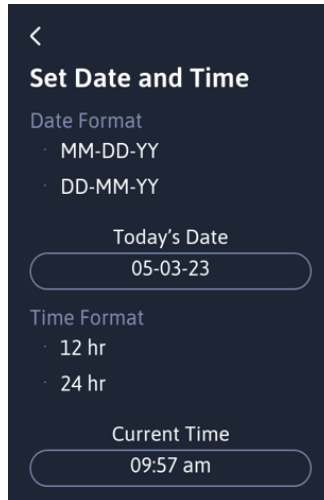 Set Date and Time
Date Format
MM-DD-YY
DD-MM-YY
Today's Date
05-03-23
Time Format
12 hr
24 hr
Current Time
09:57 am